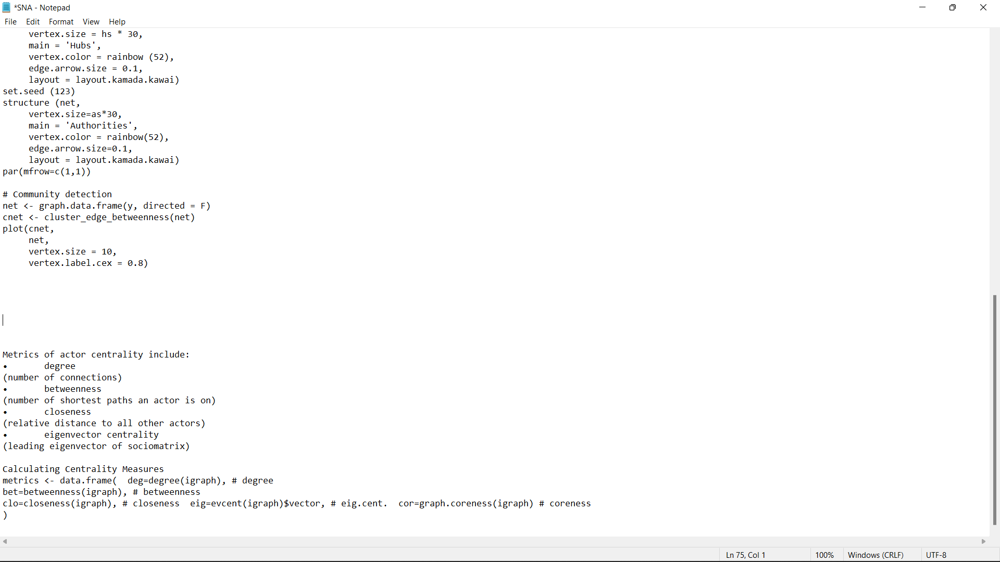 *SNA - Notepad
File Edit Format View Help
vertex.size = hs * 30,
main = 'Hubs',
vertex.color = rainbow (52),
edge.arrow.size = 0.1,
layout = layout.kamada.kawai)
set.seed (123)
structure (net,
vertex.size=as*30,
main = 'Authorities',
vertex.color = rainbow(52),
edge.arrow.size=0.1,
layout = layout.kamada.kawai)
par(mfrow=c(1,1))
# Community detection
net <- graph.data.frame(y, directed = F)
cnet <- cluster_edge_betweenness(net)
plot(cnet,
net,
vertex.size = 10,
vertex.label.cex = 0.8)
Metrics of actor centrality include:
• degree
(number of connections)
• betweenness
(number of shortest paths an actor is on)
• closeness
(relative distance to all other actors)
• eigenvector centrality
(leading eigenvector of sociomatrix)
Calculating Centrality Measures
metrics <- data.frame(  deg=degree(igraph), # degree
bet=betweenness(igraph), # betweenness
clo=closeness(igraph), # closeness  eig=evcent(igraph)$vector, # eig.cent.  cor=graph.coreness(igraph) # coreness
)
Ln 75, Col 1 100% Windows (CRLF) UTF-8